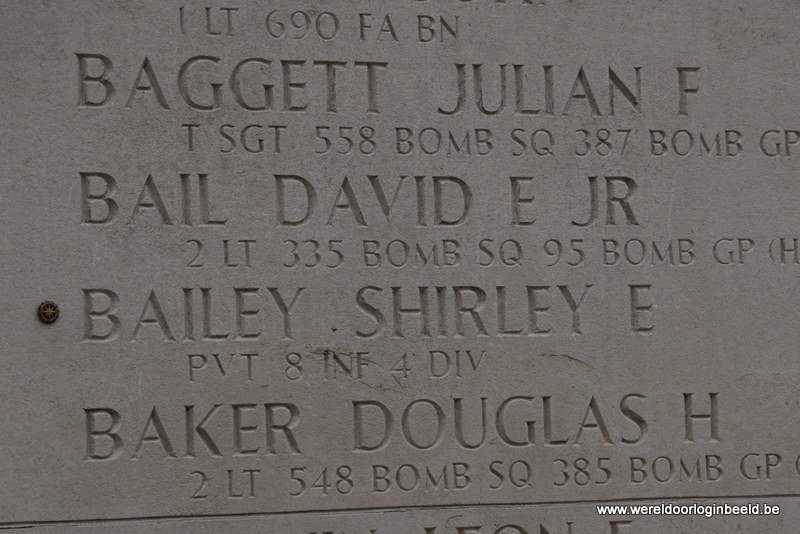 1 LT 690 FA BN
BAGGETT JULIAN F
T SGT 558 BOMB SQ 387 BOMB GP
BAIL DAVID E JR
2 LT 335 BOMB SQ 95 BOMB GP (H
BAILEY SHIRLEY E
PVT 8 INF 4 DIV
BAKER DOUGLAS H
2 LT 548 BOMB SQ 385 BOMB GP (
LEON F
www.wereldoorloginbeeld.be